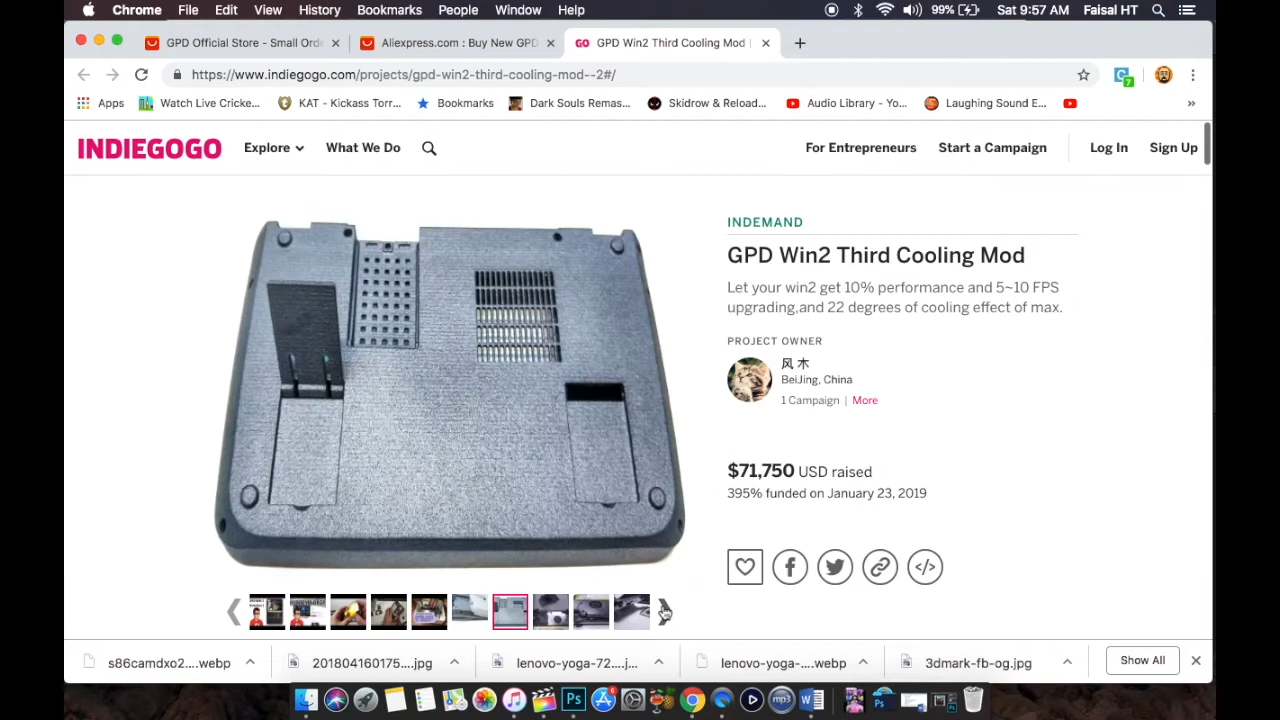 Chrome File Edit View History Bookmarks People Window Help 99% Sat 9:57 AM Faisal HT
GPD Official Store - Small Orde × Aliexpress.com : Buy New GPD × GO GPD Win2 Third Cooling Mod × +
https://www.indiegogo.com/projects/gpd-win2-third-cooling-mod--2#/
Apps Watch Live Cricke... KAT - Kickass Torr... Bookmarks Dark Souls Remas... Skidrow & Reload... Audio Library - Yo... Laughing Sound E... »
INDIEGOGO Explore What We Do For Entrepreneurs Start a Campaign Log In Sign Up
INDEMAND
GPD Win2 Third Cooling Mod
Let your win2 get 10% performance and 5~10 FPS
upgrading,and 22 degrees of cooling effect of max.
PROJECT OWNER
风 木
BeiJing, China
1 Campaign | More
$71,750 USD raised
395% funded on January 23, 2019
s86camdxo2....webp 201804160175....jpg lenovo-yoga-72....j... lenovo-yoga-....webp 3dmark-fb-og.jpg Show All
Ps mp3 W Ps